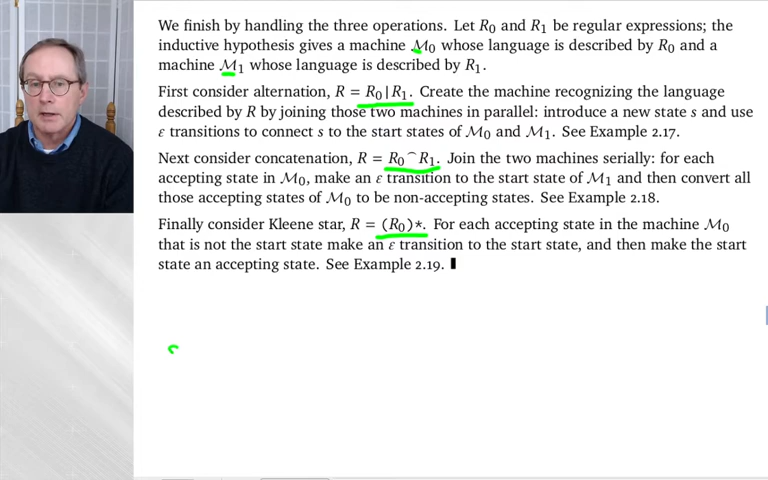 We finish by handling the three operations. Let R₀ and R₁ be regular expressions; the
inductive hypothesis gives a machine ℳ₀ whose language is described by R₀ and a
machine ℳ₁ whose language is described by R₁.
First consider alternation, R = R₀|R₁. Create the machine recognizing the language
described by R by joining those two machines in parallel: introduce a new state s and use
ε transitions to connect s to the start states of ℳ₀ and ℳ₁. See Example 2.17.
Next consider concatenation, R = R₀⌢R₁. Join the two machines serially: for each
accepting state in ℳ₀, make an ε transition to the start state of ℳ₁ and then convert all
those accepting states of ℳ₀ to be non-accepting states. See Example 2.18.
Finally consider Kleene star, R = (R₀)*. For each accepting state in the machine ℳ₀
that is not the start state make an ε transition to the start state, and then make the start
state an accepting state. See Example 2.19. ▮